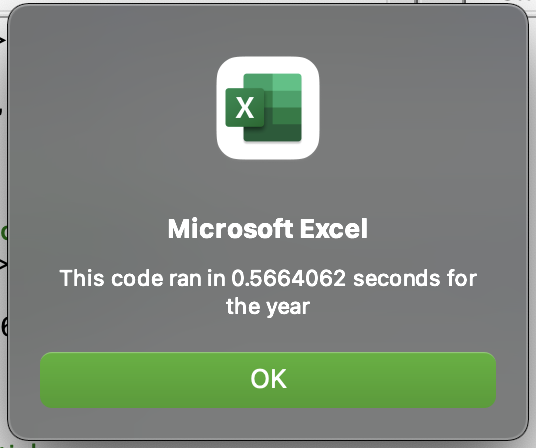 X
Microsoft Excel
This code ran in 0.5664062 seconds for
the year
OK